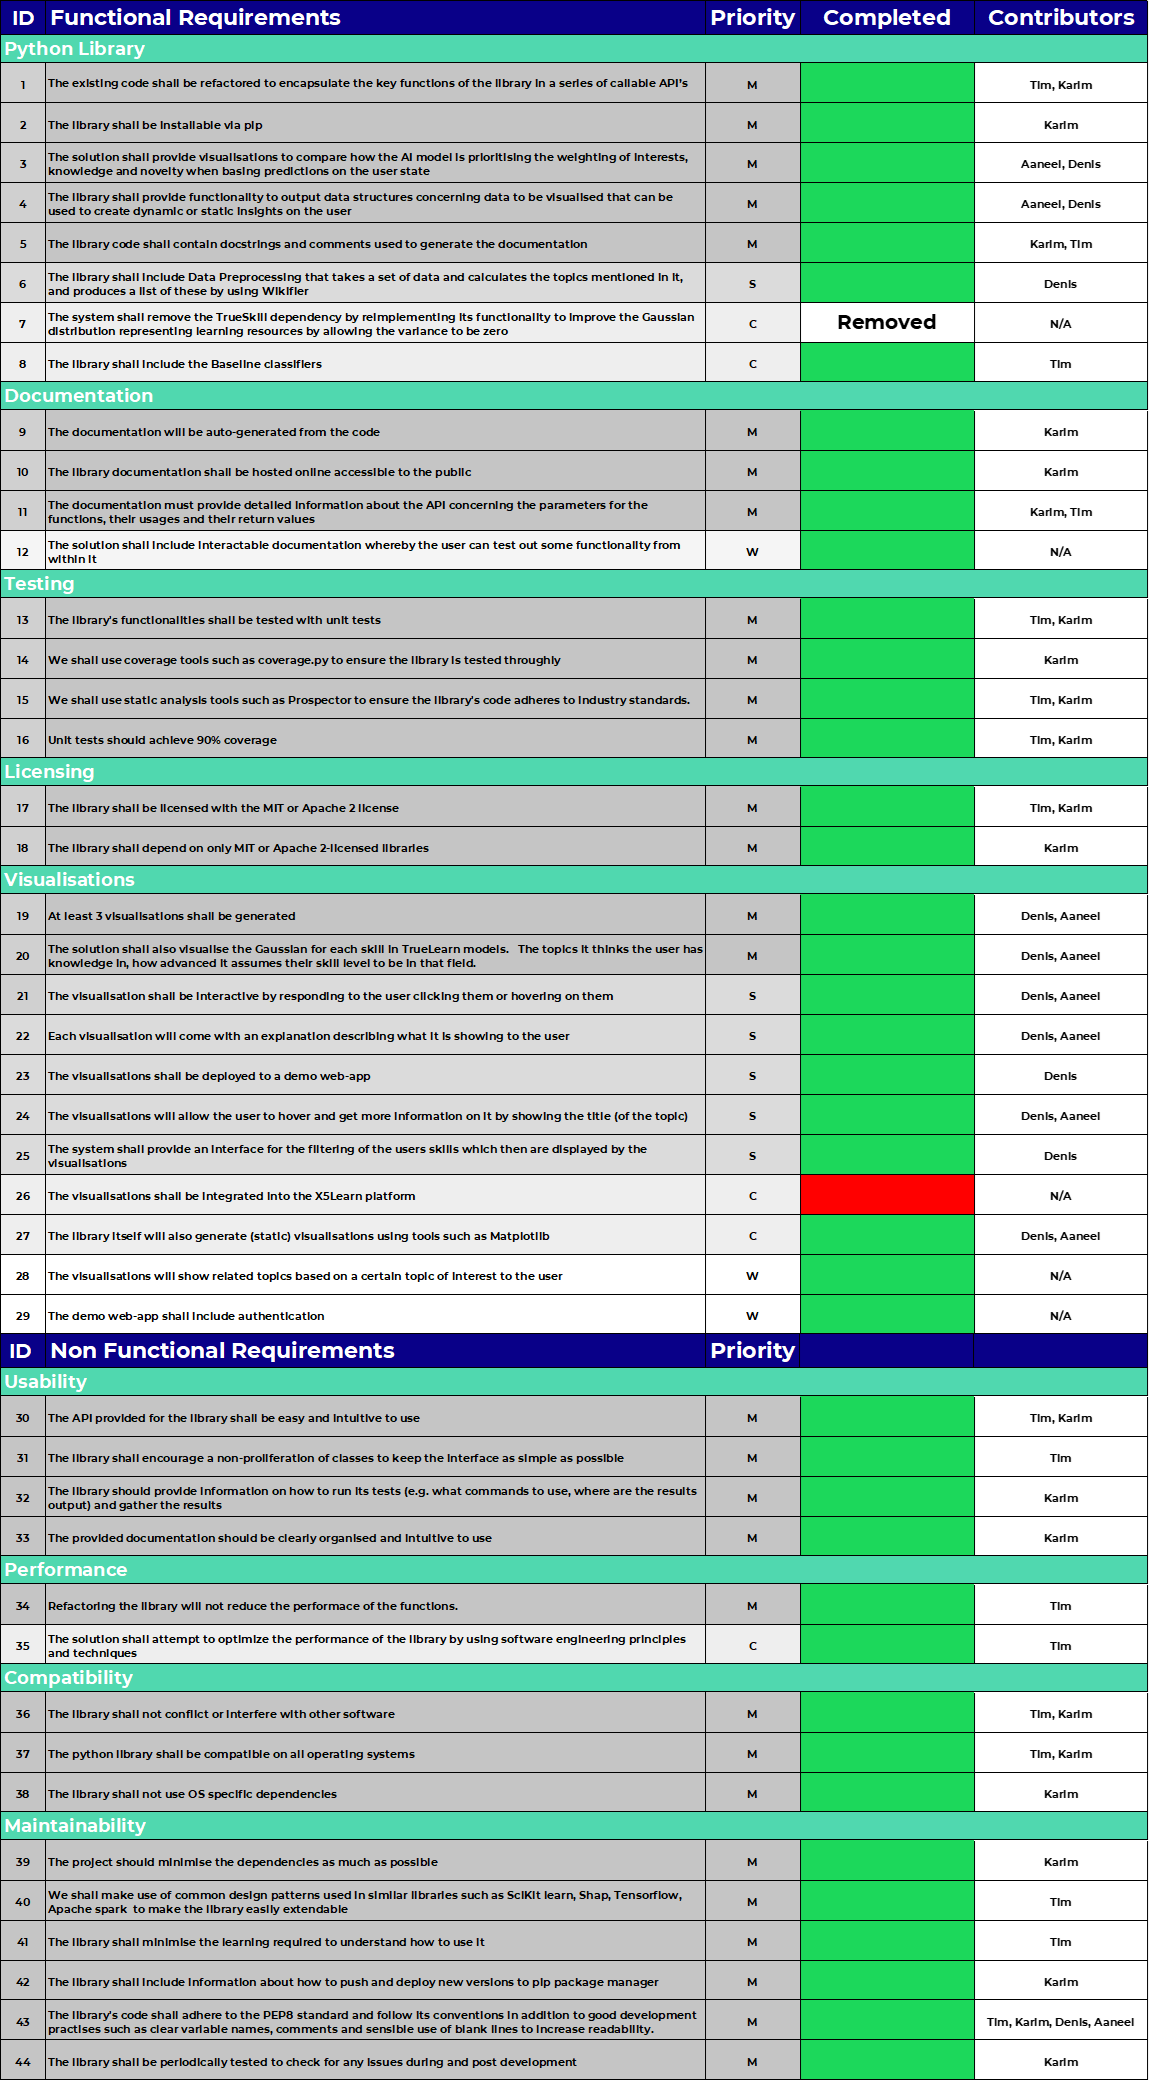 ID Functional Requirements Priority Completed Contributors
Python Library
1 The existing code shall be refactored to encapsulate the key functions of the library in a series of callable API's M Tim, Karim
2 The library shall be installable via pip M Karim
3 The solution shall provide visualisations to compare how the AI model is prioritising the weighting of interests,
knowledge and novelty when basing predictions on the user state M Aaneel, Denis
4 The library shall provide functionality to output data structures concerning data to be visualised that can be
used to create dynamic or static insights on the user M Aaneel, Denis
5 The library code shall contain docstrings and comments used to generate the documentation M Karim, Tim
6 The library shall include Data Preprocessing that takes a set of data and calculates the topics mentioned in it,
and produces a list of these by using Wikifier S Denis
7 The system shall remove the TrueSkill dependency by reimplementing its functionality to improve the Gaussian
distribution representing learning resources by allowing the variance to be zero C Removed N/A
8 The library shall include the Baseline classifiers C Tim
Documentation
9 The documentation will be auto-generated from the code M Karim
10 The library documentation shall be hosted online accessible to the public M Karim
11 The documentation must provide detailed information about the API concerning the parameters for the
functions, their usages and their return values M Karim, Tim
12 The solution shall include interactable documentation whereby the user can test out some functionality from
within it W N/A
Testing
13 The library's functionalities shall be tested with unit tests M Tim, Karim
14 We shall use coverage tools such as coverage.py to ensure the library is tested throughly M Karim
15 We shall use static analysis tools such as Prospector to ensure the library's code adheres to industry standards. M Tim, Karim
16 Unit tests should achieve 90% coverage M Tim, Karim
Licensing
17 The library shall be licensed with the MIT or Apache 2 license M Tim, Karim
18 The library shall depend on only MIT or Apache 2-licensed libraries M Karim
Visualisations
19 At least 3 visualisations shall be generated M Denis, Aaneel
20 The solution shall also visualise the Gaussian for each skill in TrueLearn models. The topics it thinks the user has
knowledge in, how advanced it assumes their skill level to be in that field. M Denis, Aaneel
21 The visualisation shall be interactive by responding to the user clicking them or hovering on them S Denis, Aaneel
22 Each visualisation will come with an explanation describing what it is showing to the user S Denis, Aaneel
23 The visualisations shall be deployed to a demo web-app S Denis
24 The visualisations will allow the user to hover and get more information on it by showing the title (of the topic) S Denis, Aaneel
25 The system shall provide an interface for the filtering of the users skills which then are displayed by the
visualisations S Denis
26 The visualisations shall be integrated into the X5Learn platform C N/A
27 The library itself will also generate (static) visualisations using tools such as Matplotlib C Denis, Aaneel
28 The visualisations will show related topics based on a certain topic of interest to the user W N/A
29 The demo web-app shall include authentication W N/A
ID Non Functional Requirements Priority
Usability
30 The API provided for the library shall be easy and intuitive to use M Tim, Karim
31 The library shall encourage a non-proliferation of classes to keep the interface as simple as possible M Tim
32 The library should provide information on how to run its tests (e.g. what commands to use, where are the results
output) and gather the results M Karim
33 The provided documentation should be clearly organised and intuitive to use M Karim
Performance
34 Refactoring the library will not reduce the performace of the functions. M Tim
35 The solution shall attempt to optimize the performance of the library by using software engineering principles
and techniques C Tim
Compatibility
36 The library shall not conflict or interfere with other software M Tim, Karim
37 The python library shall be compatible on all operating systems M Tim, Karim
38 The library shall not use OS specific dependencies M Karim
Maintainability
39 The project should minimise the dependencies as much as possible M Karim
40 We shall make use of common design patterns used in similar libraries such as SciKit learn, Shap, Tensorflow,
Apache spark to make the library easily extendable M Tim
41 The library shall minimise the learning required to understand how to use it M Tim
42 The library shall include information about how to push and deploy new versions to pip package manager M Karim
43 The library's code shall adhere to the PEP8 standard and follow its conventions in addition to good development
practises such as clear variable names, comments and sensible use of blank lines to increase readability. M Tim, Karim, Denis, Aaneel
44 The library shall be periodically tested to check for any issues during and post development M Karim